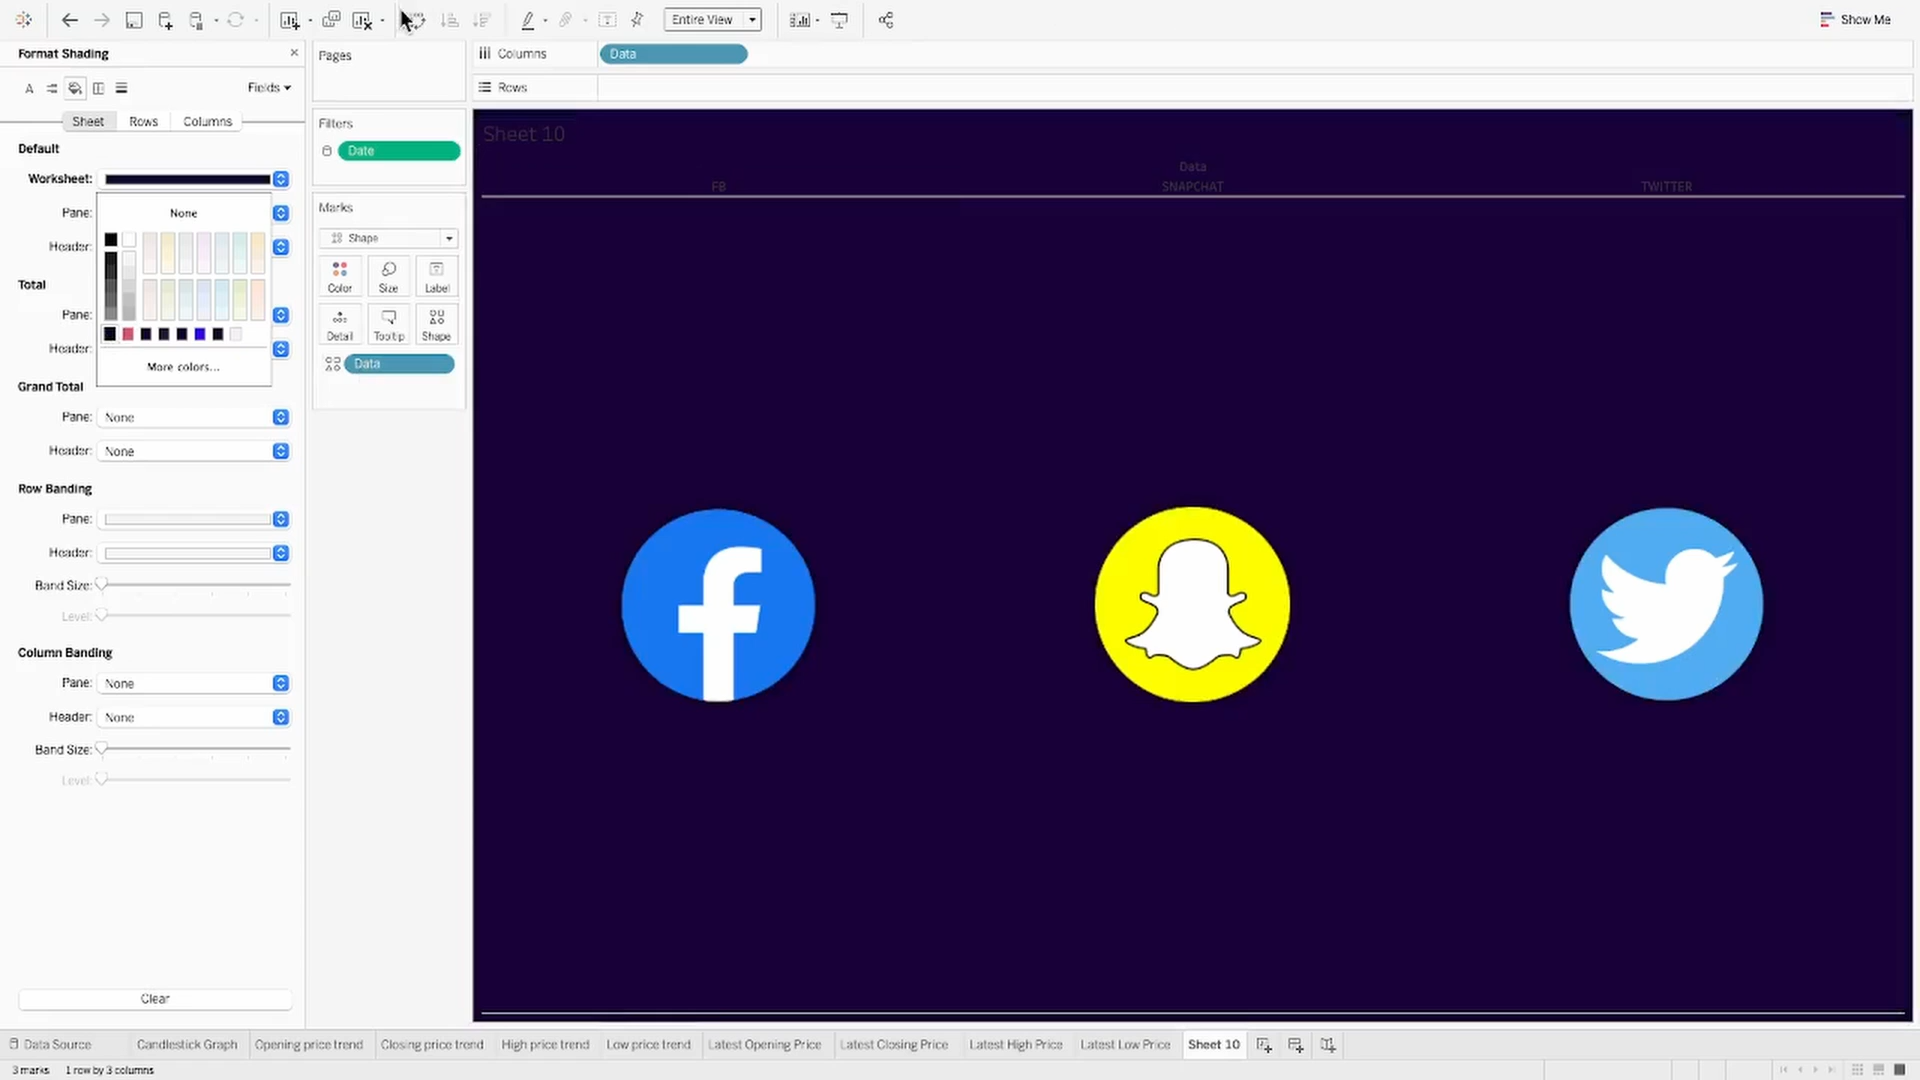 Entire View
Show Me
Format Shading
Fields
Sheet
Rows
Columns
Default
Worksheet:
Pane:
None
Header:
Total
Pane:
Header:
More colors...
Grand Total
Pane:
None
Header:
None
Row Banding
Pane:
Header:
Band Size:
Level:
Column Banding
Pane:
None
Header:
None
Band Size:
Level:
Clear
Pages
Filters
Date
Marks
Shape
Color
Size
Label
Detail
Tooltip
Shape
Data
Columns
Data
Rows
Sheet 10
Data
FB
SNAPCHAT
TWITTER
Data Source
Candlestick Graph
Opening price trend
Closing price trend
High price trend
Low price trend
Latest Opening Price
Latest Closing Price
Latest High Price
Latest Low Price
Sheet 10
3 marks
1 row by 3 columns